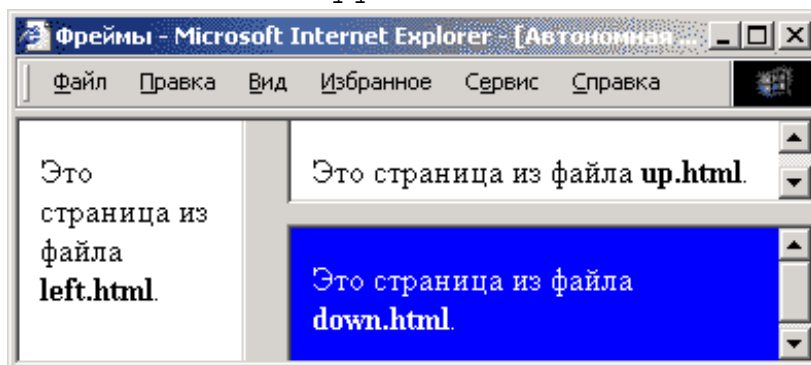 Фреймы - Microsoft Internet Explorer - [Автономная ...
Файл Правка Вид Избранное Сервис Справка
Это
страница из
файла
left.html.
Это страница из файла up.html.
Это страница из файла
down.html.